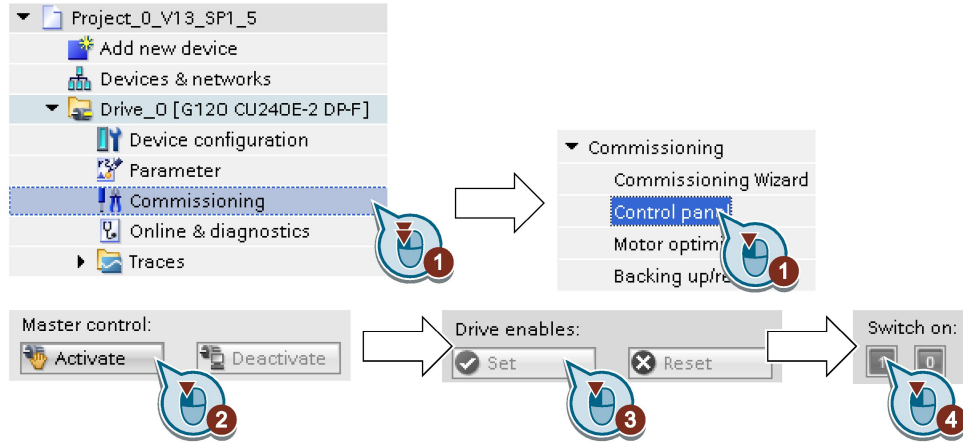 Project_0_V13_SP1_5
Add new device
Devices & networks
Drive_0 [G120 CU240E-2 DP-F]
Device configuration
Parameter
Commissioning
Online & diagnostics
Traces
1
Commissioning
Commissioning Wizard
Control pan
Motor optimi
Backing up/re
1
Master control:
Activate
Deactivate
2
Drive enables:
Set
Reset
3
Switch on:
1
0
4